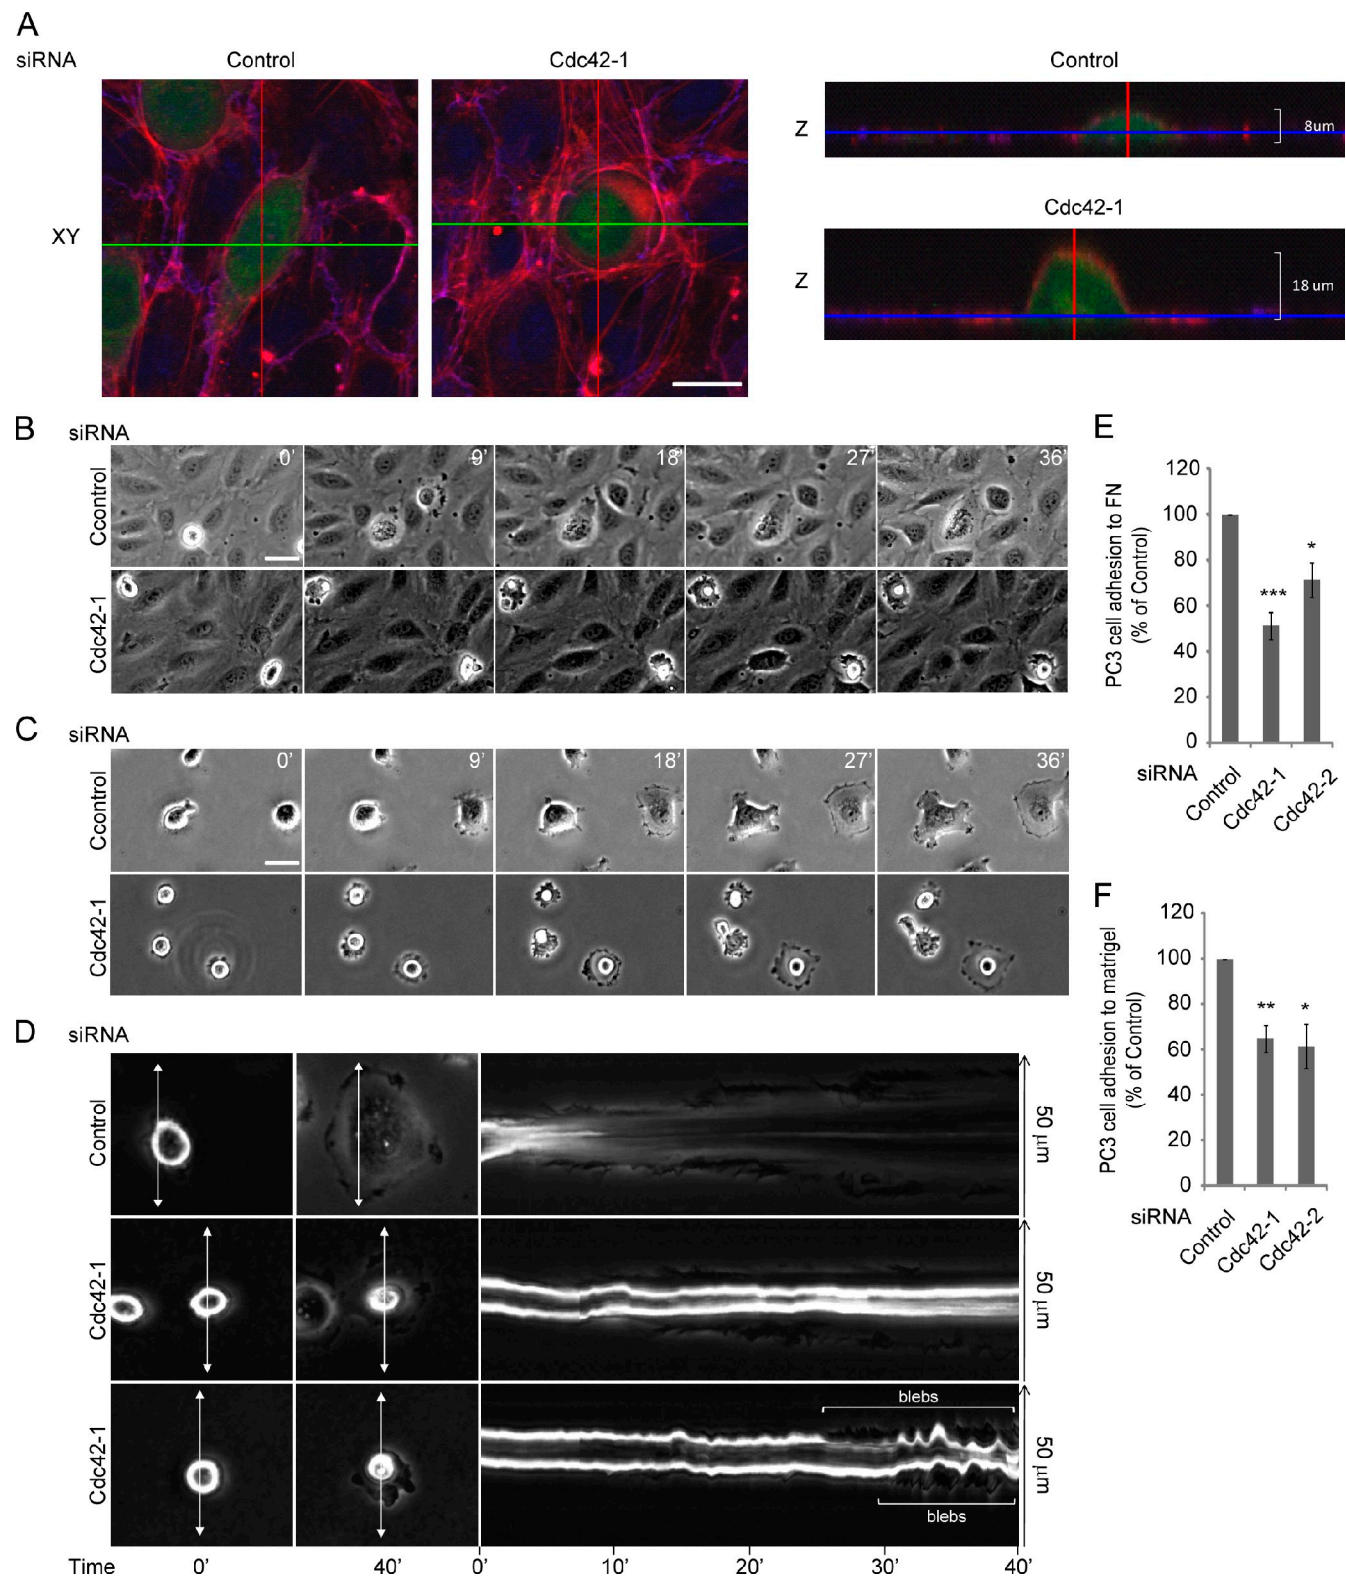 A
siRNA
Control
Cdc42-1
XY
Control
Z
8um
Cdc42-1
Z
18 um
B
siRNA
Ccontrol
0'
9'
18'
27'
36'
Cdc42-1
C
siRNA
Ccontrol
0'
9'
18'
27'
36'
Cdc42-1
D
siRNA
Control
50 μm
Cdc42-1
50 μm
Cdc42-1
blebs
blebs
50 μm
Time
0'
40'
0'
10'
20'
30'
40'
E
PC3 cell adhesion to FN
(% of Control)
120
100
80
60
40
20
0
***
*
siRNA
Control
Cdc42-1
Cdc42-2
F
PC3 cell adhesion to matrigel
(% of Control)
120
100
80
60
40
20
0
**
*
siRNA
Control
Cdc42-1
Cdc42-2